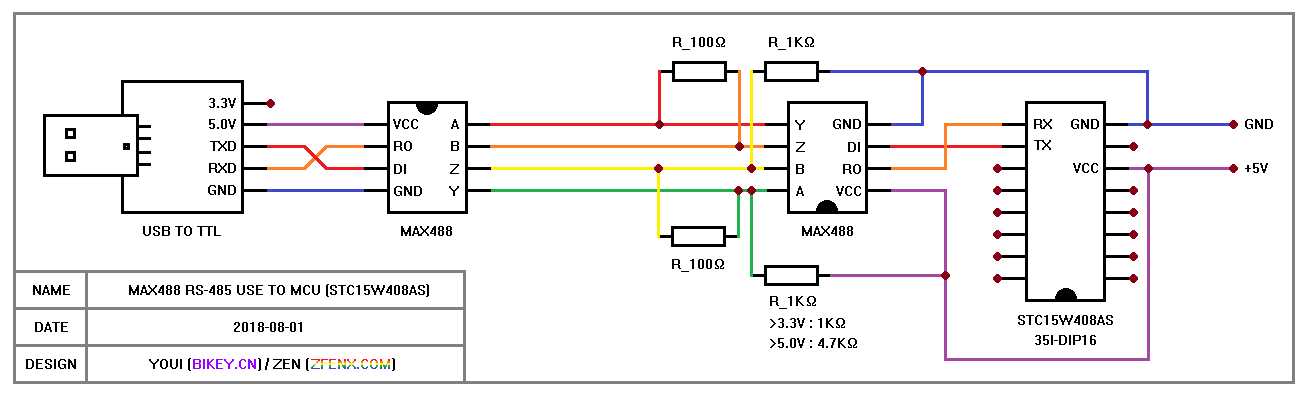 R_100Ω
R_1KΩ
3.3V
5.0V
TXD
RXD
GND
USB TO TTL
VCC
RO
DI
GND
A
B
Z
Y
MAX488
Y
Z
B
A
GND
DI
RO
VCC
MAX488
RX
TX
GND
VCC
GND
+5V
R_100Ω
R_1KΩ
>3.3V : 1KΩ
>5.0V : 4.7KΩ
STC15W408AS
35I-DIP16
NAME
MAX488 RS-485 USE TO MCU (STC15W408AS)
DATE
2018-08-01
DESIGN
YOUI (BIKEY.CN) / ZEN (ZFENX.COM)